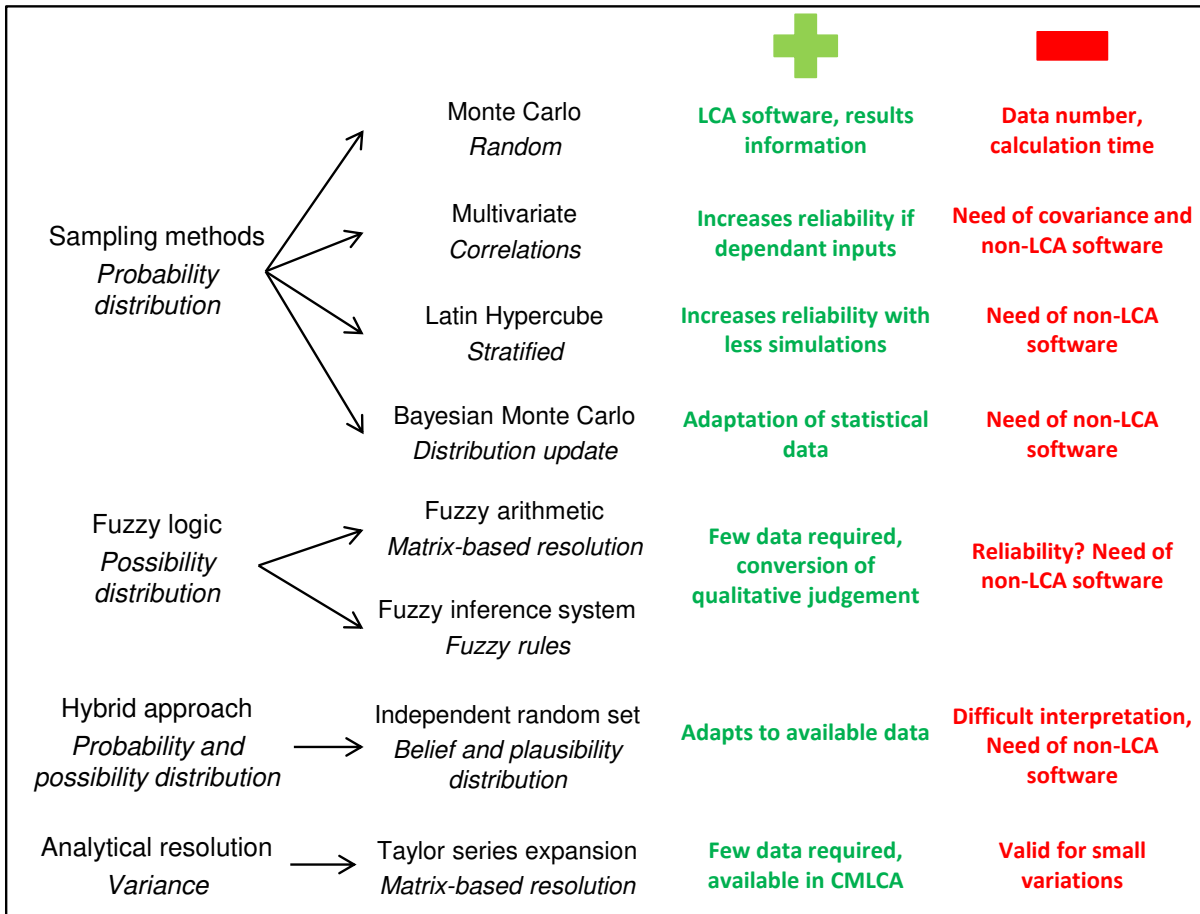 Monte Carlo
Random
LCA software, results
information
Data number,
calculation time
Sampling methods
Probability
distribution
Multivariate
Correlations
Increases reliability if
dependant inputs
Need of covariance and
non-LCA software
Latin Hypercube
Stratified
Increases reliability with
less simulations
Need of non-LCA
software
Bayesian Monte Carlo
Distribution update
Adaptation of statistical
data
Need of non-LCA
software
Fuzzy logic
Possibility
distribution
Fuzzy arithmetic
Matrix-based resolution
Fuzzy inference system
Fuzzy rules
Few data required,
conversion of
qualitative judgement
Reliability? Need of
non-LCA software
Hybrid approach
Probability and
possibility distribution
Independent random set
Belief and plausibility
distribution
Adapts to available data
Difficult interpretation,
Need of non-LCA
software
Analytical resolution
Variance
Taylor series expansion
Matrix-based resolution
Few data required,
available in CMLCA
Valid for small
variations